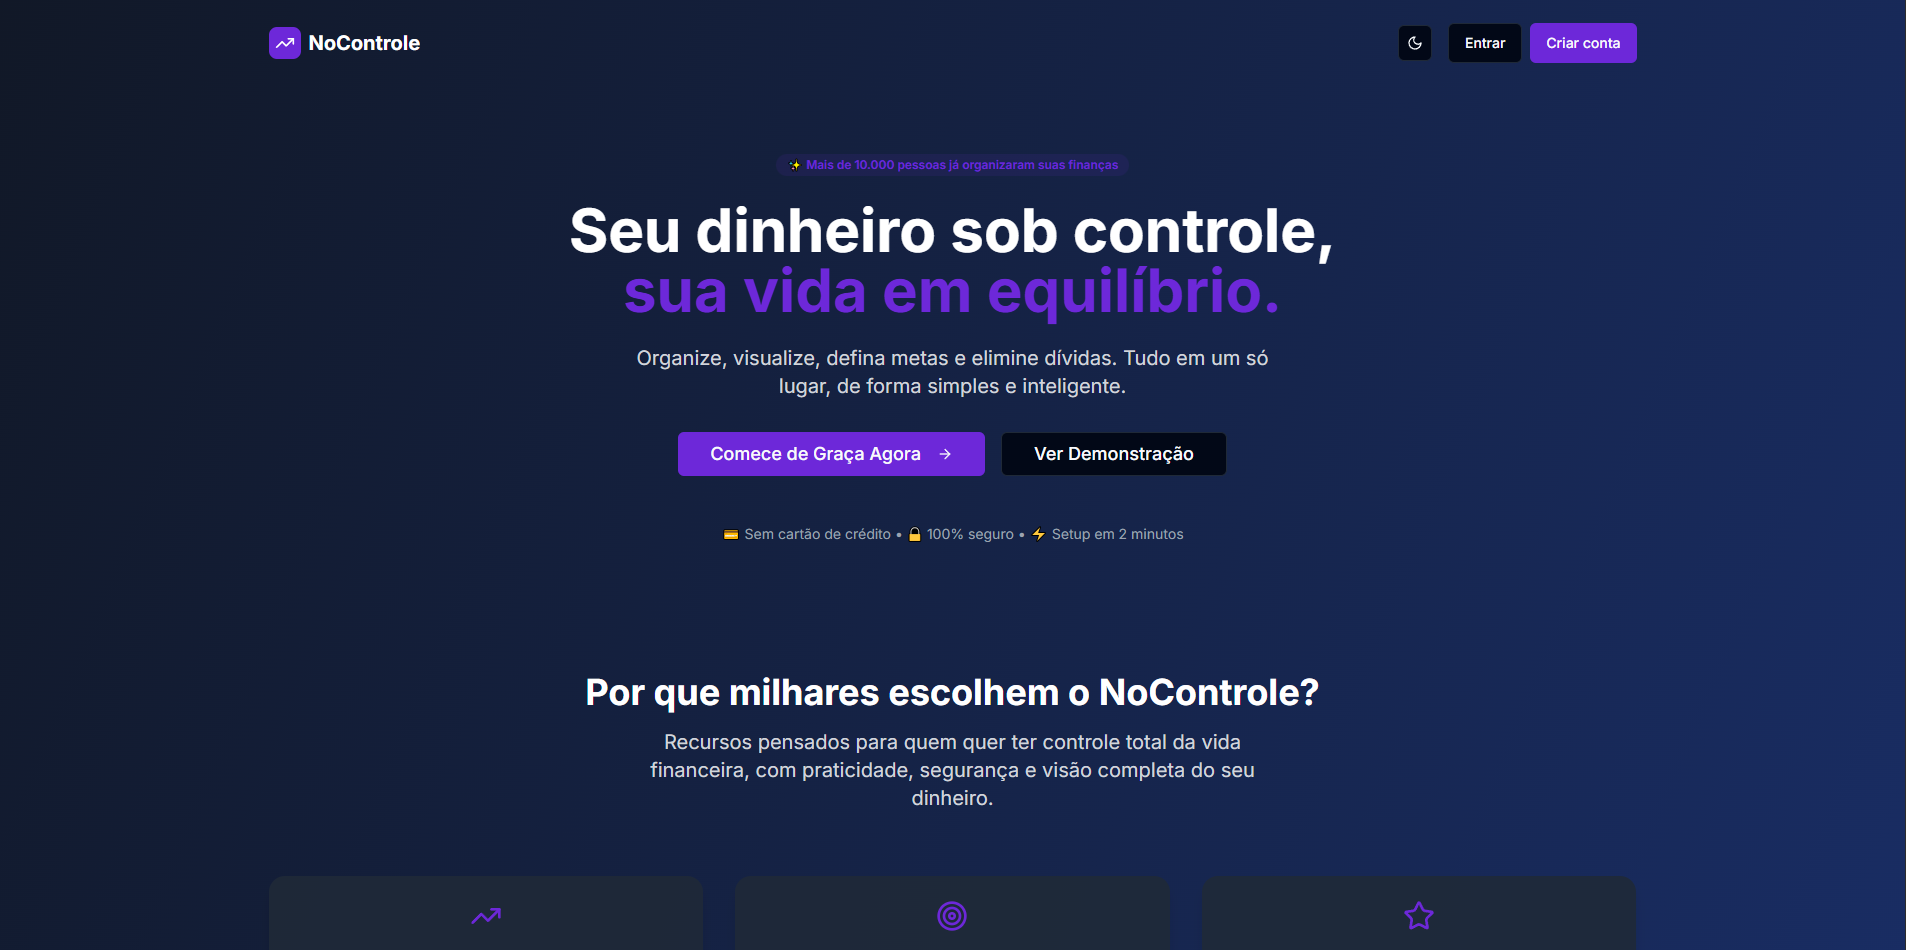 NoControle
Entrar
Criar conta
✨ Mais de 10.000 pessoas já organizaram suas finanças
Seu dinheiro sob controle,
sua vida em equilíbrio.
Organize, visualize, defina metas e elimine dívidas. Tudo em um só
lugar, de forma simples e inteligente.
Comece de Graça Agora →
Ver Demonstração
💳 Sem cartão de crédito • 🔒 100% seguro • ⚡ Setup em 2 minutos
Por que milhares escolhem o NoControle?
Recursos pensados para quem quer ter controle total da vida
financeira, com praticidade, segurança e visão completa do seu
dinheiro.